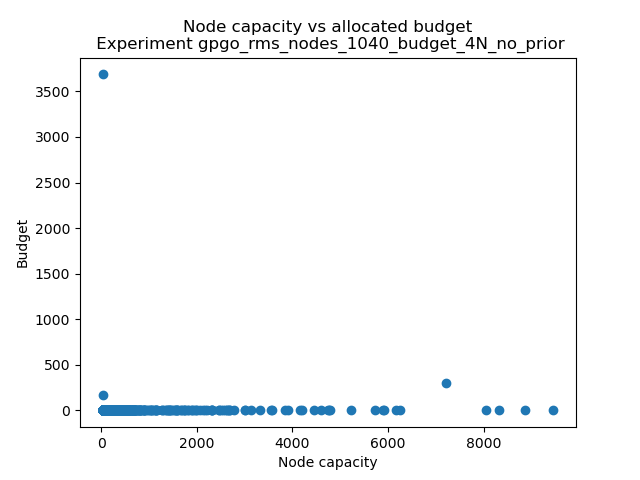 Node capacity vs allocated budget
Experiment gpgo_rms_nodes_1040_budget_4N_no_prior
3500
3000
2500
2000
1500
1000
500
0
Budget
0 2000 4000 6000 8000
Node capacity